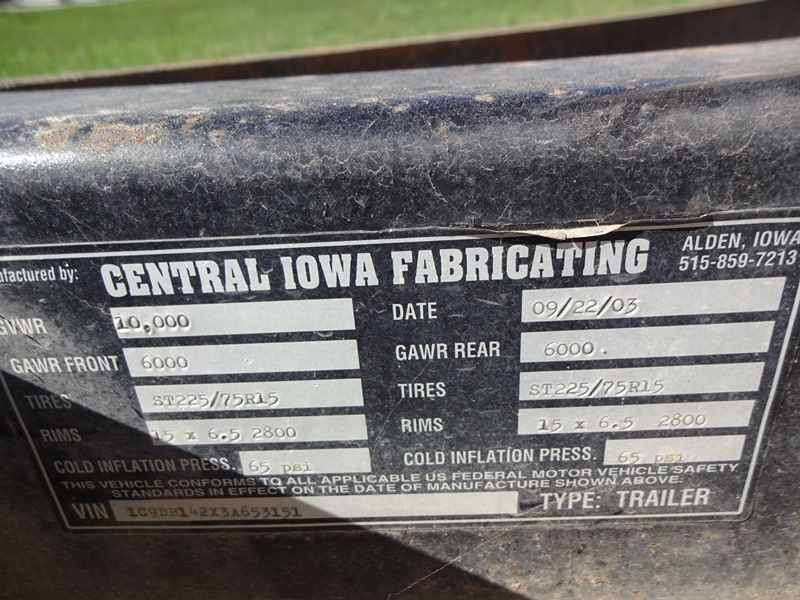 nufactured by: CENTRAL IOWA FABRICATING ALDEN, IOWA
515-859-7213
GVWR 10,000 DATE 09/22/03
GAWR FRONT 6000 GAWR REAR 6000.
TIRES ST225/75R15 TIRES ST225/75R15
RIMS 15 x 6.5 2800 RIMS 15 x 6.5 2800
COLD INFLATION PRESS. 65 psi COLD INFLATION PRESS. 65 psi
THIS VEHICLE CONFORMS TO ALL APPLICABLE US FEDERAL MOTOR VEHICLE SAFETY
STANDARDS IN EFFECT ON THE DATE OF MANUFACTURE SHOWN ABOVE.
VIN 1C9DH142X3A653151 TYPE: TRAILER